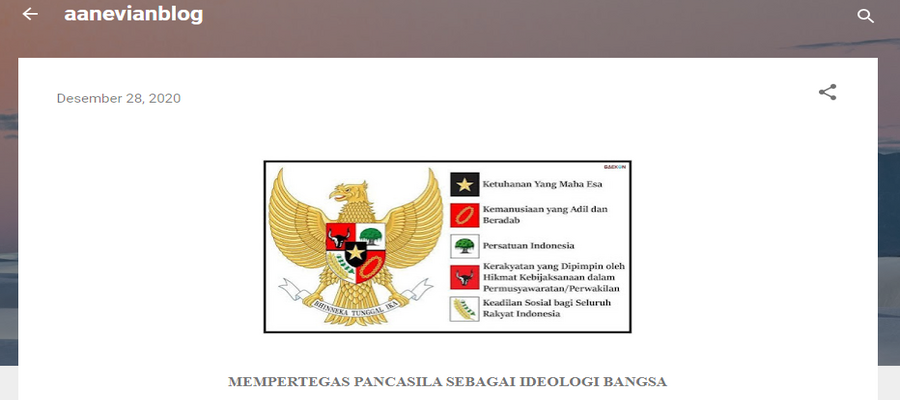 aanevianblog
Desember 28, 2020
Ketuhanan Yang Maha Esa
Kemanusiaan yang Adil dan
Beradab
Persatuan Indonesia
Kerakyatan yang Dipimpin oleh
Hikmat Kebijaksanaan dalam
Permusyawaratan/Perwakilan
Keadilan Sosial bagi Seluruh
Rakyat Indonesia
BHINNEKA TUNGGAL IKA
MEMPERTEGAS PANCASILA SEBAGAI IDEOLOGI BANGSA